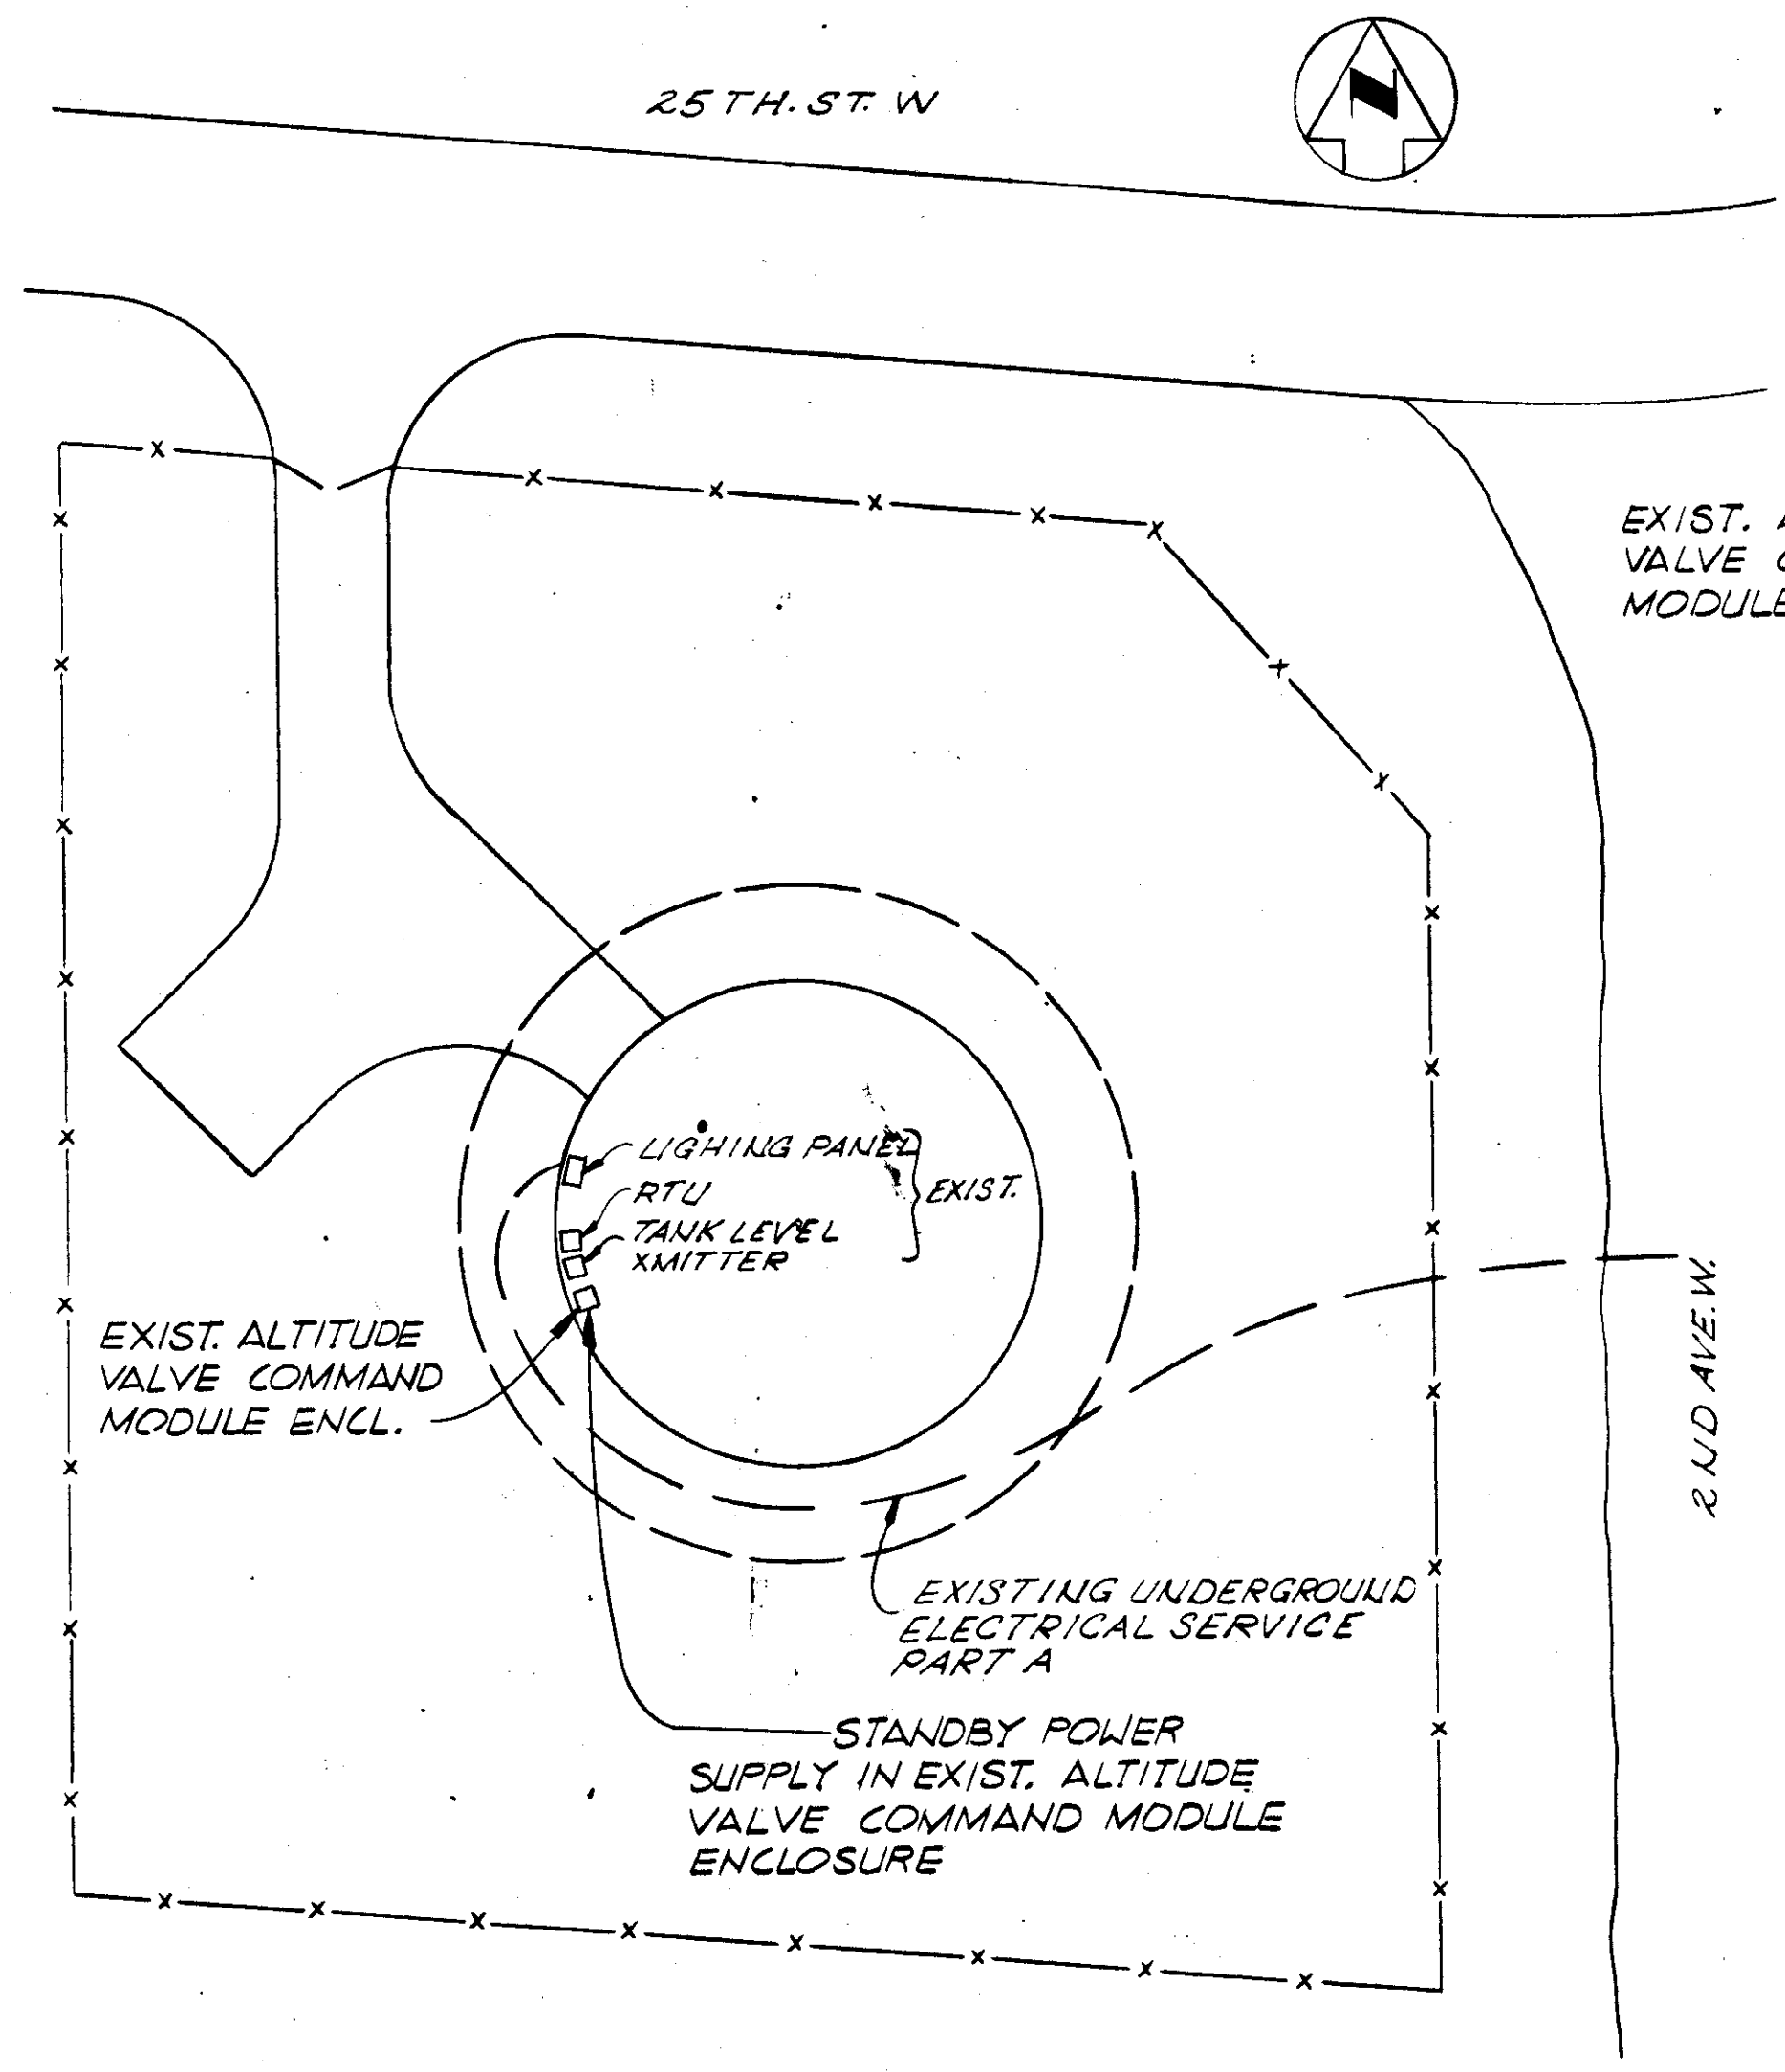 25TH. ST. W
N
EXIST.
VALVE
MODULE
LIGHING PANEL
RTU
EXIST.
TANK LEVEL
XMITTER
EXIST. ALTITUDE
VALVE COMMAND
MODULE ENCL.
2ND AVE. W.
EXISTING UNDERGROUND
ELECTRICAL SERVICE
PART A
STANDBY POWER
SUPPLY IN EXIST. ALTITUDE
VALVE COMMAND MODULE
ENCLOSURE